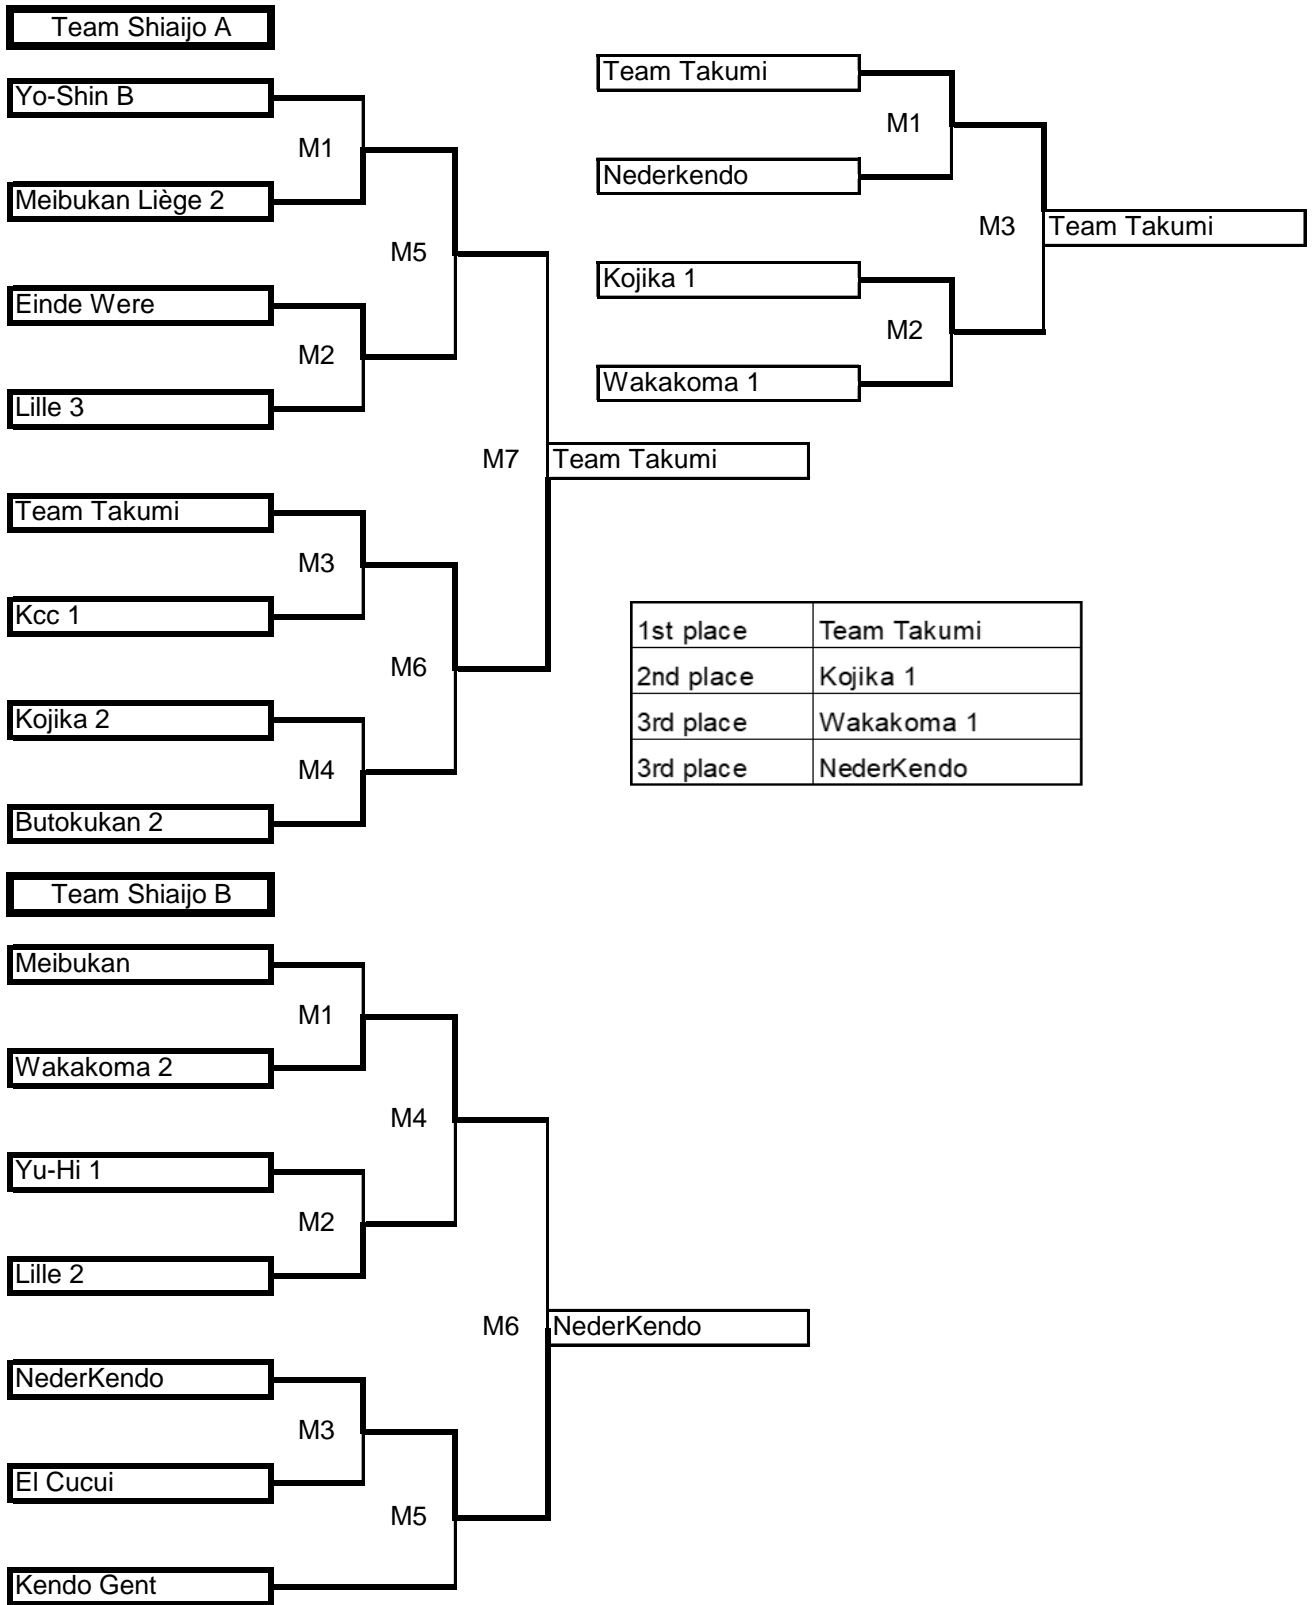 Team Shiaijo A
Yo-Shin B
M1
Meibukan Liège 2
M5
Einde Were
M2
Lille 3
M7
Team Takumi
Team Takumi
M3
Kcc 1
M6
Kojika 2
M4
Butokukan 2
Team Takumi
M1
Nederkendo
M3
Team Takumi
Kojika 1
M2
Wakakoma 1
1st place Team Takumi
2nd place Kojika 1
3rd place Wakakoma 1
3rd place NederKendo
Team Shiaijo B
Meibukan
M1
Wakakoma 2
M4
Yu-Hi 1
M2
Lille 2
M6
NederKendo
NederKendo
M3
El Cucui
M5
Kendo Gent